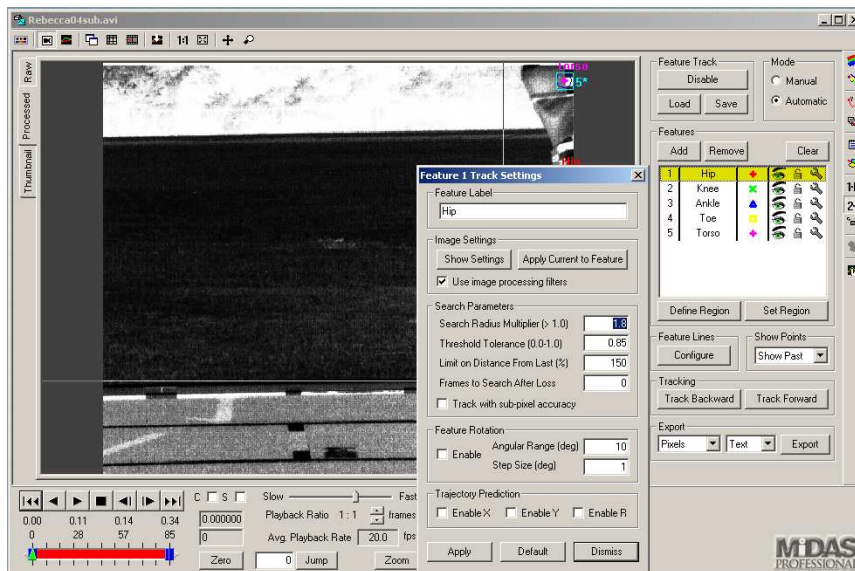 Rebecca04sub.avi
1:1
Raw
Processed
Thumbnail
Torso
5*
Hip
Feature Track
Disable
Load
Save
Mode
Manual
Automatic
Features
Add
Remove
Clear
1 Hip
2 Knee
3 Ankle
4 Toe
5 Torso
Define Region
Set Region
Feature Lines
Configure
Show Points
Show Past
Tracking
Track Backward
Track Forward
Export
Pixels
Text
Export
Feature 1 Track Settings
Feature Label
Hip
Image Settings
Show Settings
Apply Current to Feature
Use image processing filters
Search Parameters
Search Radius Multiplier (> 1.0) 1.8
Threshold Tolerance (0.0-1.0) 0.85
Limit on Distance From Last (%) 150
Frames to Search After Loss 0
Track with sub-pixel accuracy
Feature Rotation
Enable
Angular Range (deg) 10
Step Size (deg) 1
Trajectory Prediction
Enable X
Enable Y
Enable R
Apply
Default
Dismiss
C S Slow Fast
0.00 0.11 0.14 0.34
0 28 57 85
0.000000
0
Playback Ratio 1 : 1 frames
Avg. Playback Rate 20.0 fps
Zero
0
Jump
Zoom
MiDAS
PROFESSIONAL